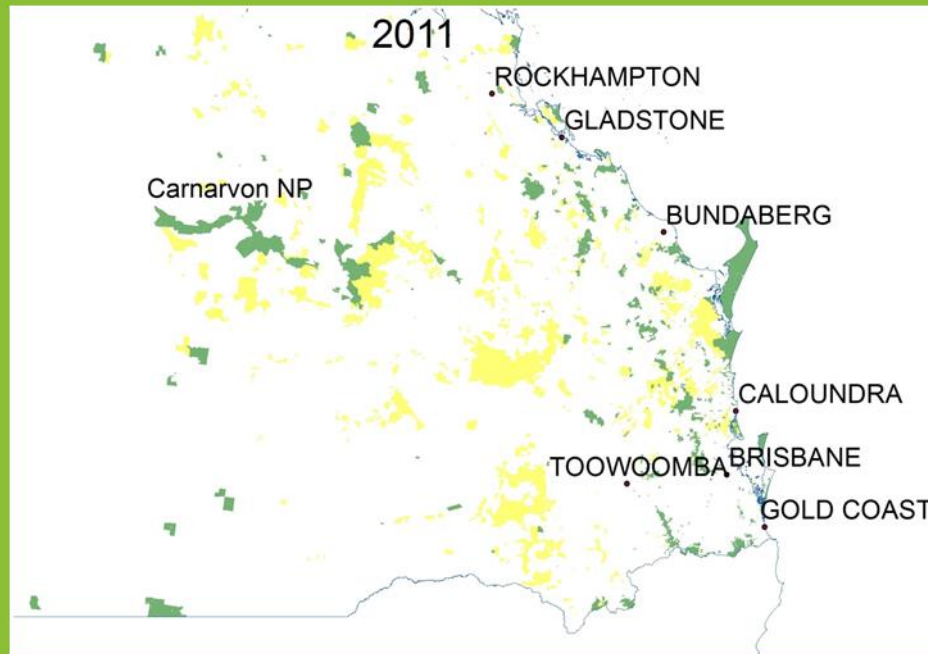 2011
ROCKHAMPTON
GLADSTONE
Carnarvon NP
BUNDABERG
CALOUNDRA
BRISBANE
TOOWOOMBA
GOLD COAST